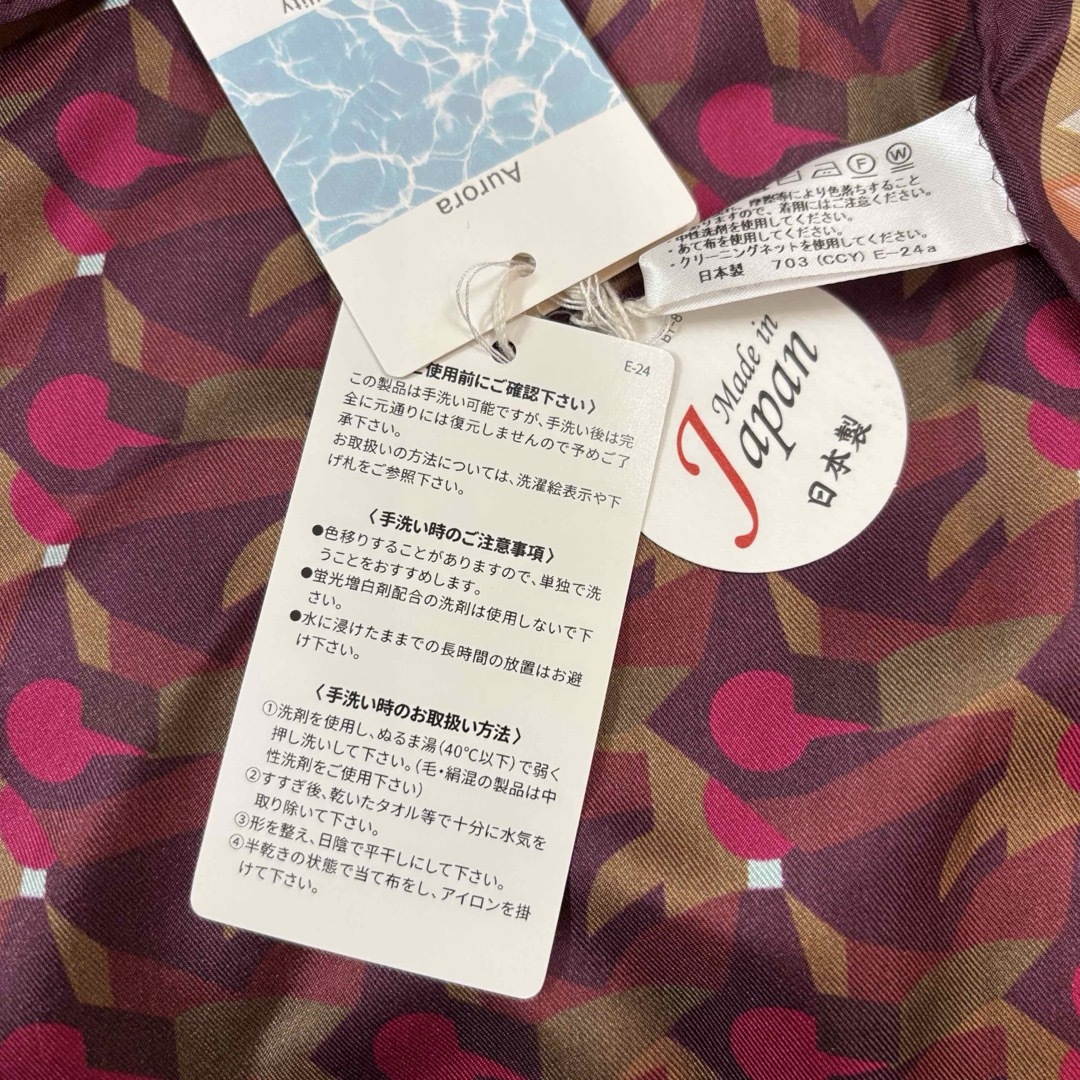 ility
Aurora
E-24
使用前にご確認下さい〉
この製品は手洗い可能ですが、手洗い後は完
全に元通りには復元しませんので予めご了
承下さい。
お取扱いの方法については、洗濯絵表示や下
げ札をご参照下さい。
〈手洗い時のご注意事項〉
●色移りすることがありますので、単独で洗
うことをおすすめします。
●蛍光増白剤配合の洗剤は使用しないで下
さい。
●水に浸けたままでの長時間の放置はお避
け下さい。
〈手洗い時のお取扱い方法〉
①洗剤を使用し、ぬるま湯(40℃以下)で弱く
押し洗いして下さい。(毛・絹混の製品は中
性洗剤をご使用下さい)
②すすぎ後、乾いたタオル等で十分に水気を
取り除いて下さい。
③形を整え、日陰で平干しにして下さい。
④半乾きの状態で当て布をし、アイロンを掛
けて下さい。
F W
摩擦等により色落ちすること
ありますので、着用にはご注意ください。
・中性洗剤を使用してください。
・あて布を使用してください。
・クリーニングネットを使用してください。
日本製 703 (CCY) E-24a
Made in
Japan
日本製